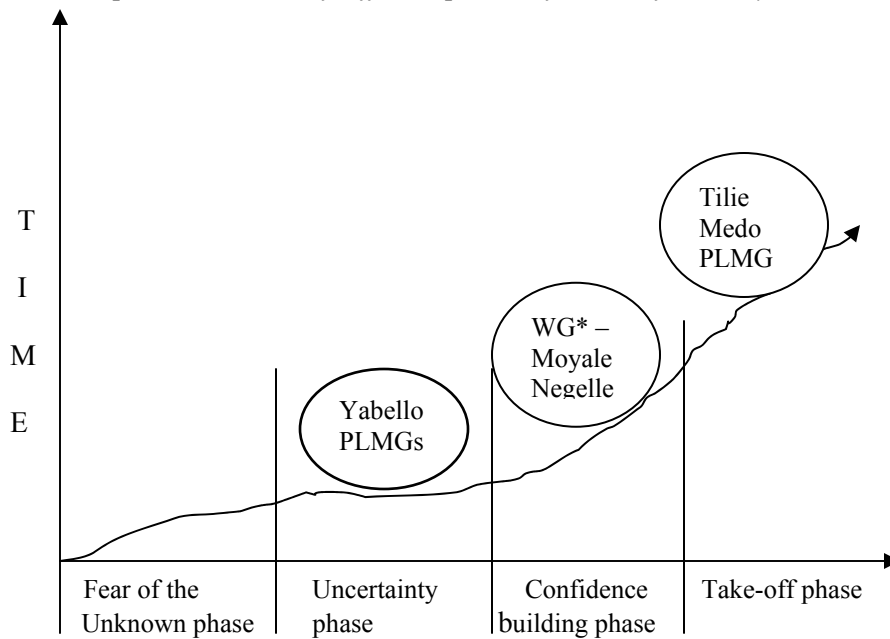 T
I
M
E
Tilie
Medo
PLMG
WG* –
Moyale
Negelle
Yabello
PLMGs
Fear of the
Unknown phase
Uncertainty
phase
Confidence
building phase
Take-off phase